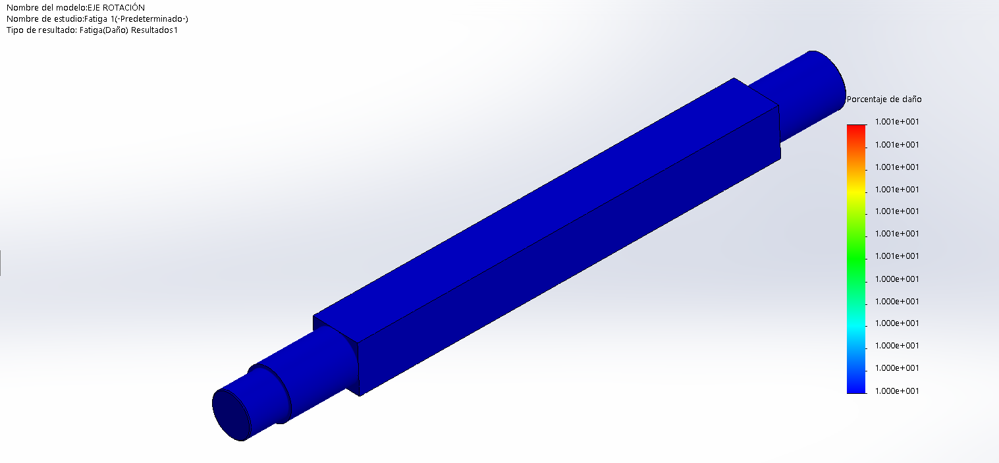 Nombre del modelo:EJE ROTACIÓN
Nombre de estudio:Fatiga 1(-Predeterminado-)
Tipo de resultado: Fatiga(Daño) Resultados1
Porcentaje de daño
1.001e+001
1.001e+001
1.001e+001
1.001e+001
1.001e+001
1.001e+001
1.001e+001
1.000e+001
1.000e+001
1.000e+001
1.000e+001
1.000e+001
1.000e+001